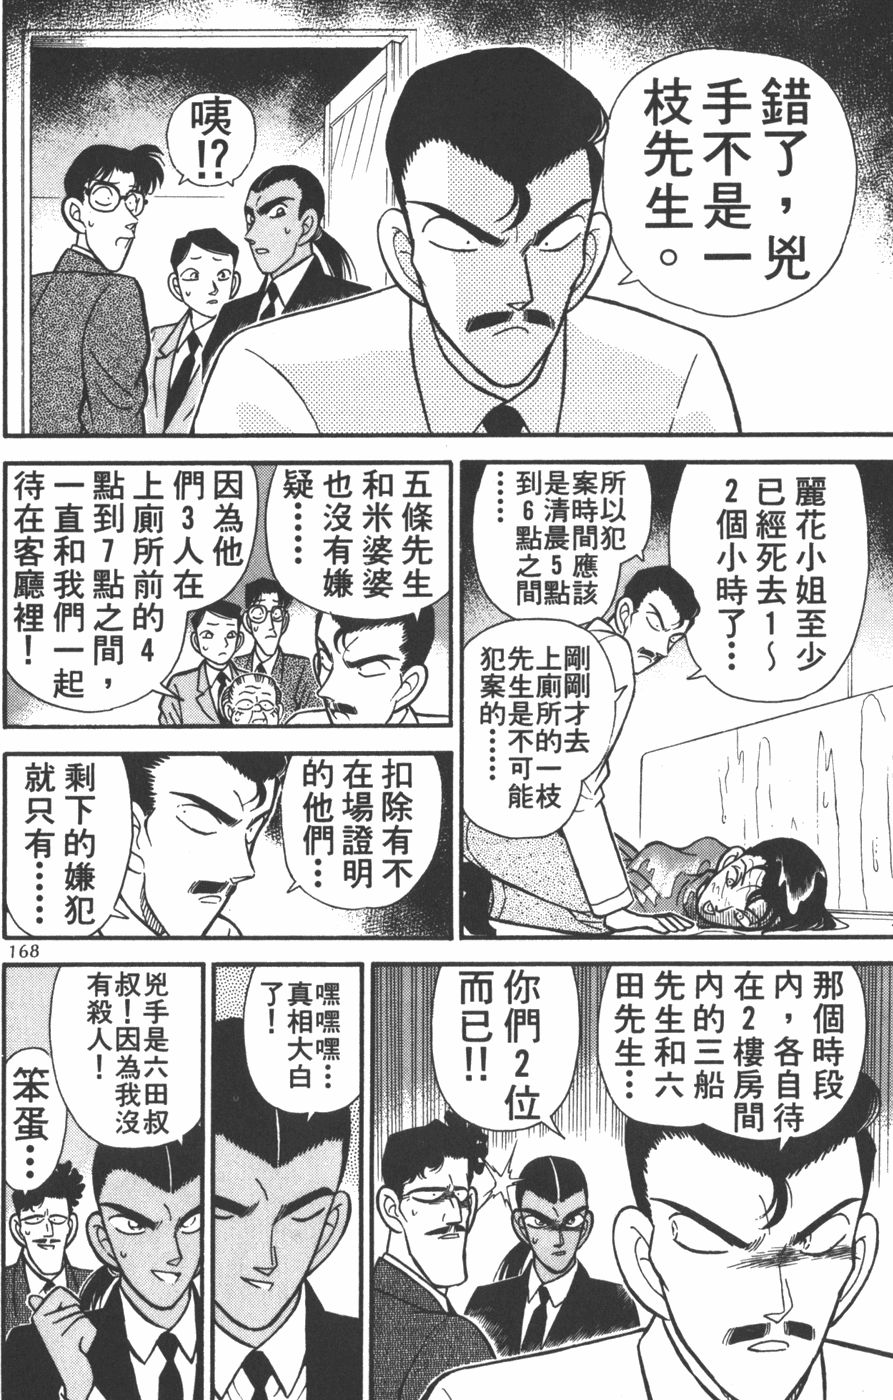 錯了，兇
手不是一
枝先生。
咦
!?
麗花小姐至少
已經死去1～
2個小時了…
所以犯
案時間應該
是清晨5點
到6點之間
……
剛剛才去
上廁所的一枝
先生是不可能
犯案的……
五條先生
和米婆婆
也沒有嫌
疑……
因為他
們3人在
上廁所前的4
點到7點之間，
一直和我們一起
待在客廳裡！
扣除有不
在場證明
的他們…
剩下的嫌犯
就只有……
168
那個時段
內，各自待
在2樓房間
內的三船
先生和六
田先生…
你們2位
而已!!
嘿嘿嘿…
真相大白
了！
兇手是六田叔
叔！因為我沒
有殺人！
笨蛋…